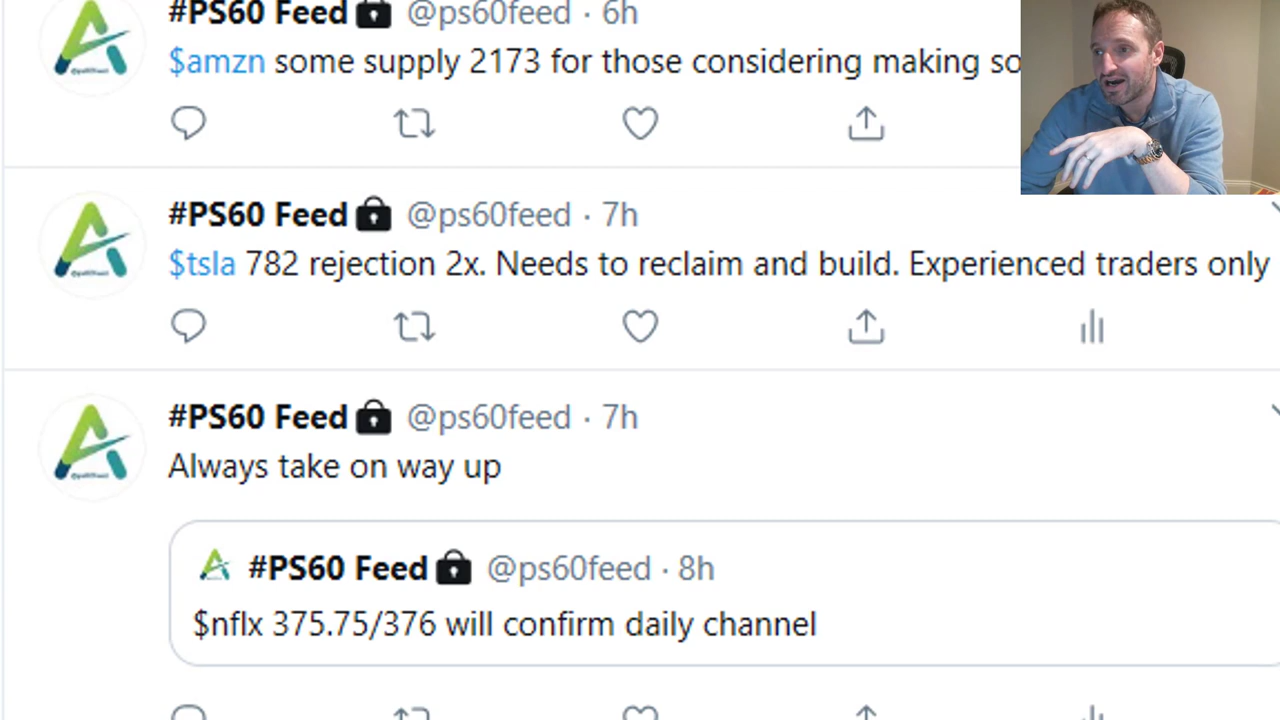 #PS60 Feed🔒 @ps60feed · 6h
$amzn some supply 2173 for those considering making so
#PS60 Feed🔒 @ps60feed · 7h
$tsla 782 rejection 2x. Needs to reclaim and build. Experienced traders only
#PS60 Feed🔒 @ps60feed · 7h
Always take on way up
#PS60 Feed🔒 @ps60feed · 8h
$nflx 375.75/376 will confirm daily channel